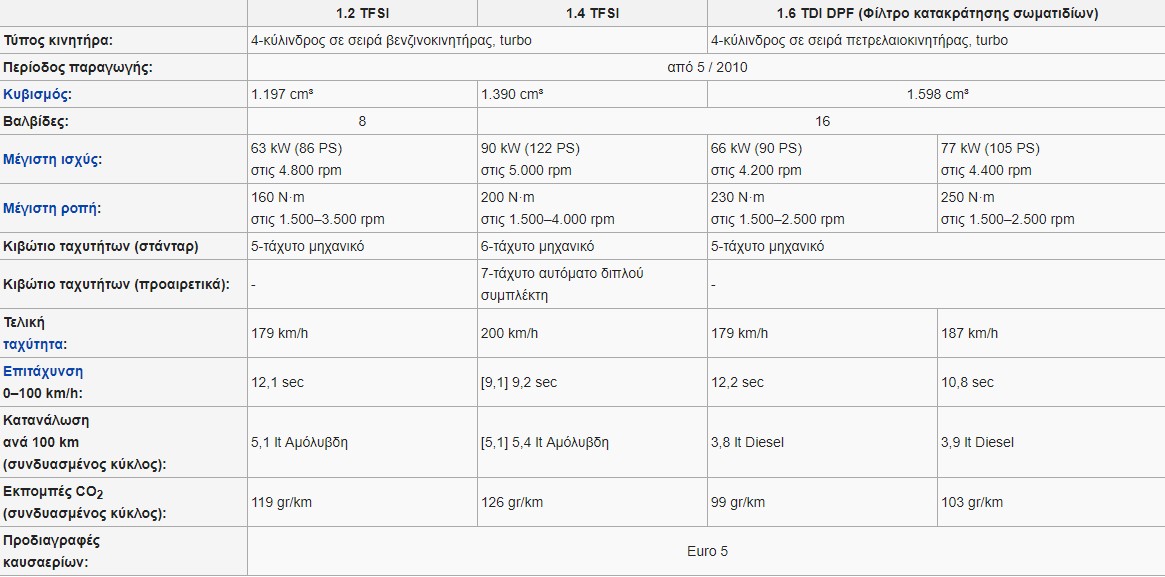 1.2 TFSI 1.4 TFSI 1.6 TDI DPF (Φίλτρο κατακράτησης σωματιδίων)
Τύπος κινητήρα: 4-κύλινδρος σε σειρά βενζινοκινητήρας, turbo 4-κύλινδρος σε σειρά πετρελαιοκινητήρας, turbo
Περίοδος παραγωγής: από 5 / 2010
Κυβισμός: 1.197 cm³ 1.390 cm³ 1.598 cm³
Βαλβίδες: 8 16
Μέγιστη ισχύς: 63 kW (86 PS) 90 kW (122 PS) 66 kW (90 PS) 77 kW (105 PS)
στις 4.800 rpm στις 5.000 rpm στις 4.200 rpm στις 4.400 rpm
Μέγιστη ροπή: 160 N·m 200 N·m 230 N·m 250 N·m
στις 1.500–3.500 rpm στις 1.500–4.000 rpm στις 1.500–2.500 rpm στις 1.500–2.500 rpm
Κιβώτιο ταχυτήτων (στάνταρ) 5-τάχυτο μηχανικό 6-τάχυτο μηχανικό 5-τάχυτο μηχανικό
Κιβώτιο ταχυτήτων (προαιρετικά): - 7-τάχυτο αυτόματο διπλού -
συμπλέκτη
Τελική
ταχύτητα: 179 km/h 200 km/h 179 km/h 187 km/h
Επιτάχυνση
0–100 km/h: 12,1 sec [9,1] 9,2 sec 12,2 sec 10,8 sec
Κατανάλωση
ανά 100 km 5,1 lt Αμόλυβδη [5,1] 5,4 lt Αμόλυβδη 3,8 lt Diesel 3,9 lt Diesel
(συνδυασμένος κύκλος):
Εκπομπές CO₂ 119 gr/km 126 gr/km 99 gr/km 103 gr/km
(συνδυασμένος κύκλος):
Προδιαγραφές Euro 5
καυσαερίων: